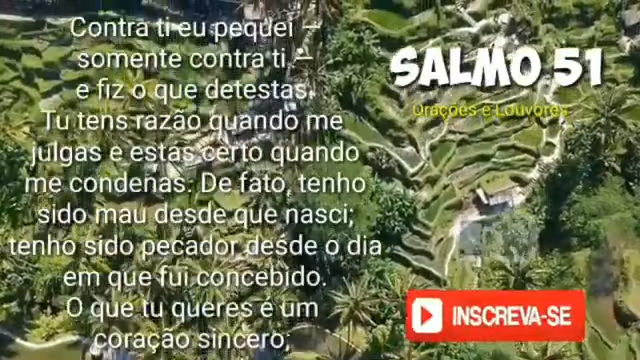 Contra ti eu pequei —
somente contra ti, —
e fiz o que detestas.
Tu tens razão quando me
julgas e estás certo quando
me condenas. De fato, tenho
sido mau desde que nasci;
tenho sido pecador desde o dia
em que fui concebido.
O que tu queres é um
coração sincero;
SALMO 51
Orações e Louvores
INSCREVA-SE